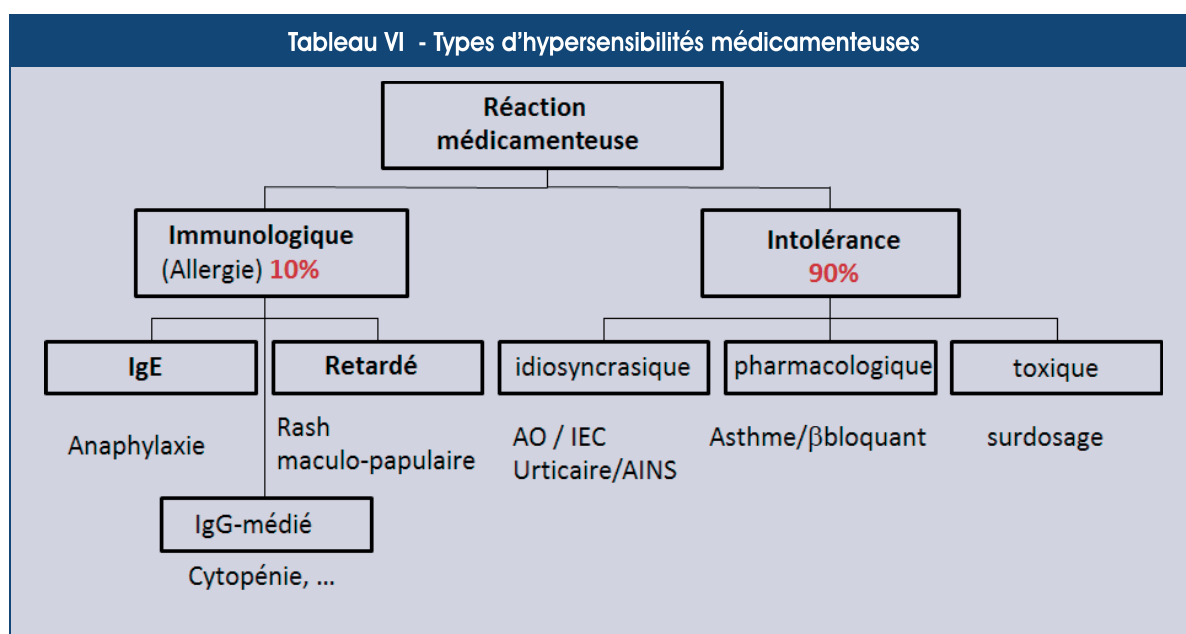 Tableau VI - Types d'hypersensibilités médicamenteuses
Réaction
médicamenteuse
Immunologique
(Allergie) 10%
Intolérance
90%
IgE
Retardé
idiosyncrasique
pharmacologique
toxique
Anaphylaxie
Rash
maculo-papulaire
AO / IEC
Urticaire/AINS
Asthme/βbloquant
surdosage
IgG-médié
Cytopénie, ...